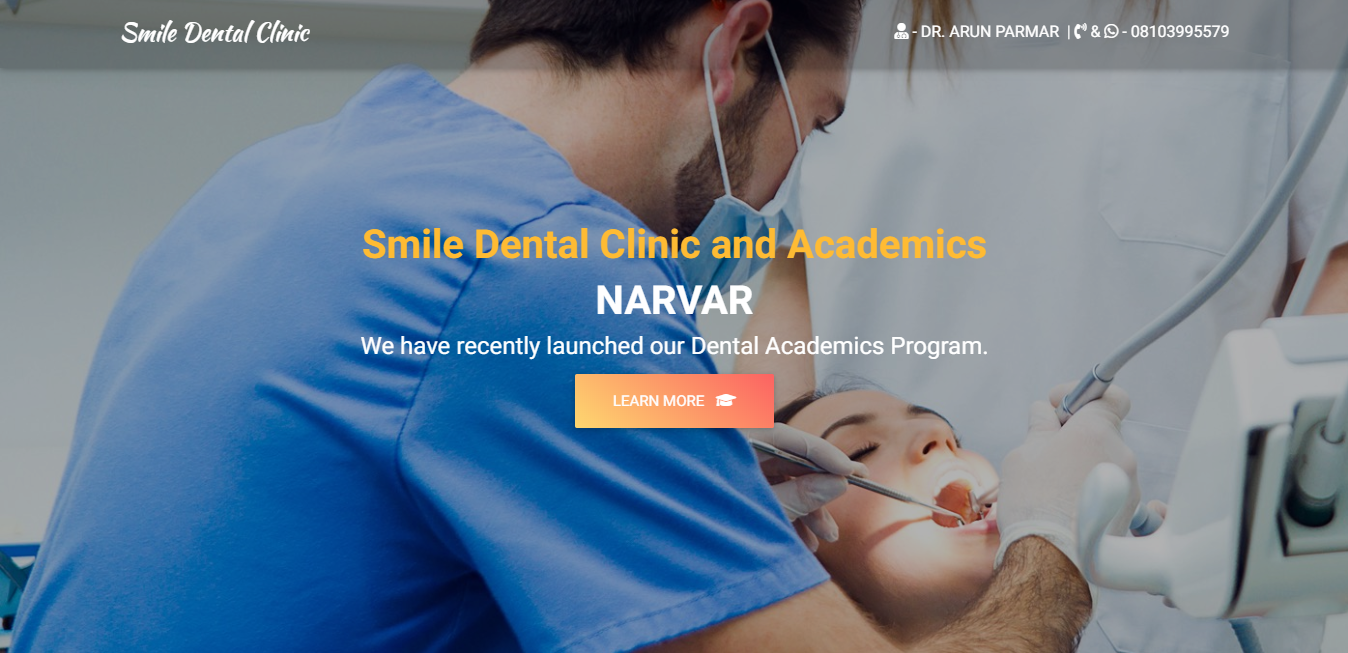 Smile Dental Clinic
- DR. ARUN PARMAR | & - 08103995579
Smile Dental Clinic and Academics
NARVAR
We have recently launched our Dental Academics Program.
LEARN MORE